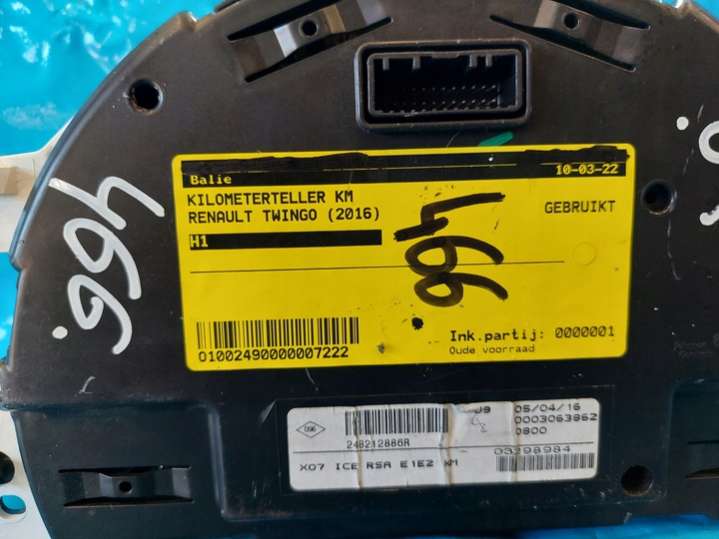 Balie 10-03-22
KILOMETERTELLER KM
RENAULT TWINGO (2016)
GEBRUIKT
H1
466
466
01002490000007222
Ink.partij: 0000001
Oude voorraad
05/04/16
0003063862
0800
248212886R
03298984
X07 ICE RSA E1E2 KM